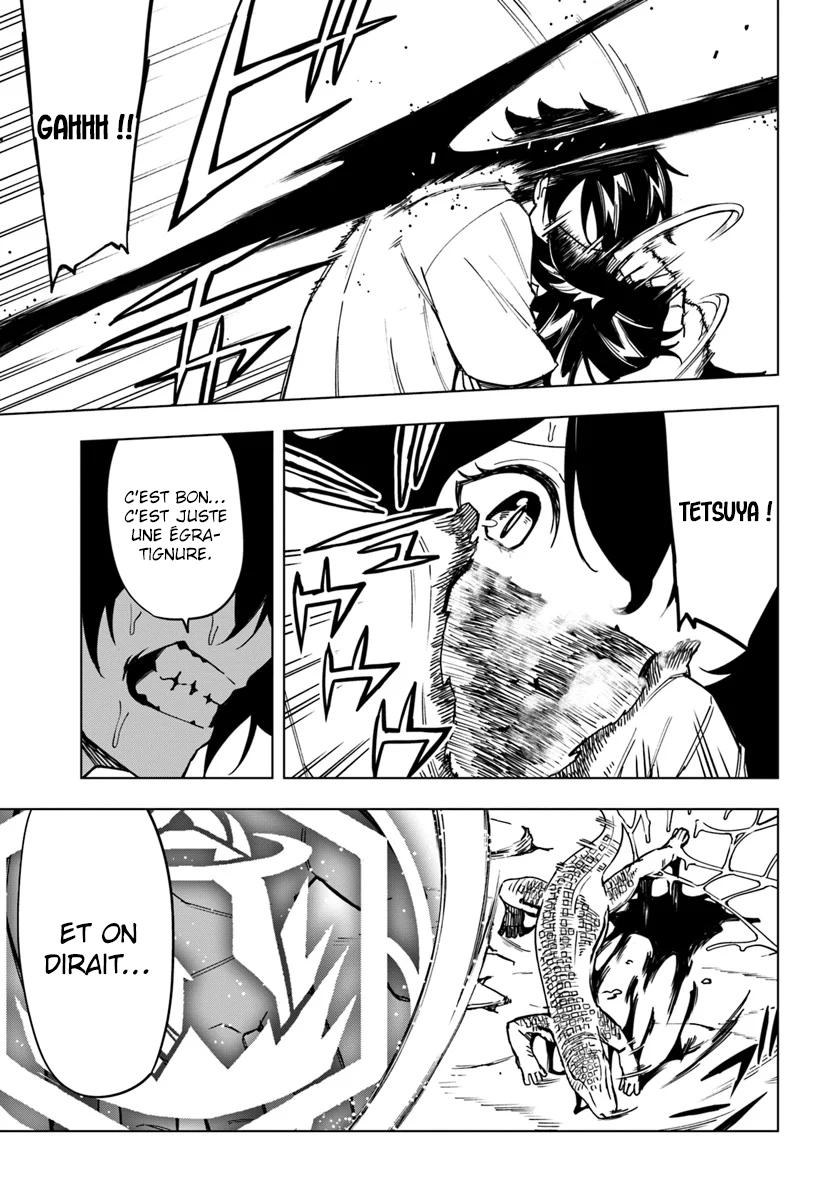 GAHHH !!
TETSUYA !
C'EST BON...
C'EST JUSTE
UNE ÉGRA-
TIGNURE.
ET ON
DIRAIT...